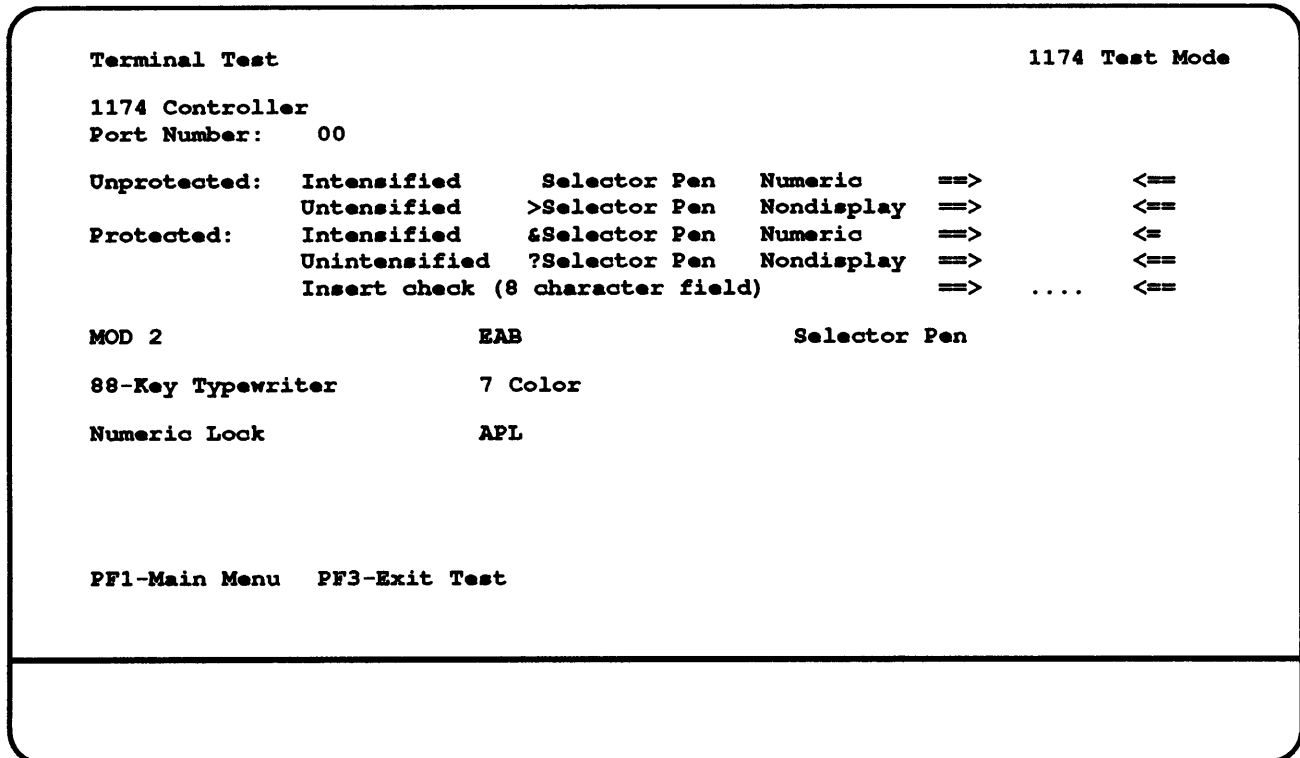 Terminal Test 1174 Test Mode
1174 Controller
Port Number: 00
Unprotected: Intensified Selector Pen Numeric ==> <==
Untensified >Selector Pen Nondisplay ==> <==
Protected: Intensified &Selector Pen Numeric ==> <=
Unintensified ?Selector Pen Nondisplay ==> <==
Insert check (8 character field) ==> .... <==
MOD 2 EAB Selector Pen
88-Key Typewriter 7 Color
Numeric Lock APL
PF1-Main Menu PF3-Exit Test